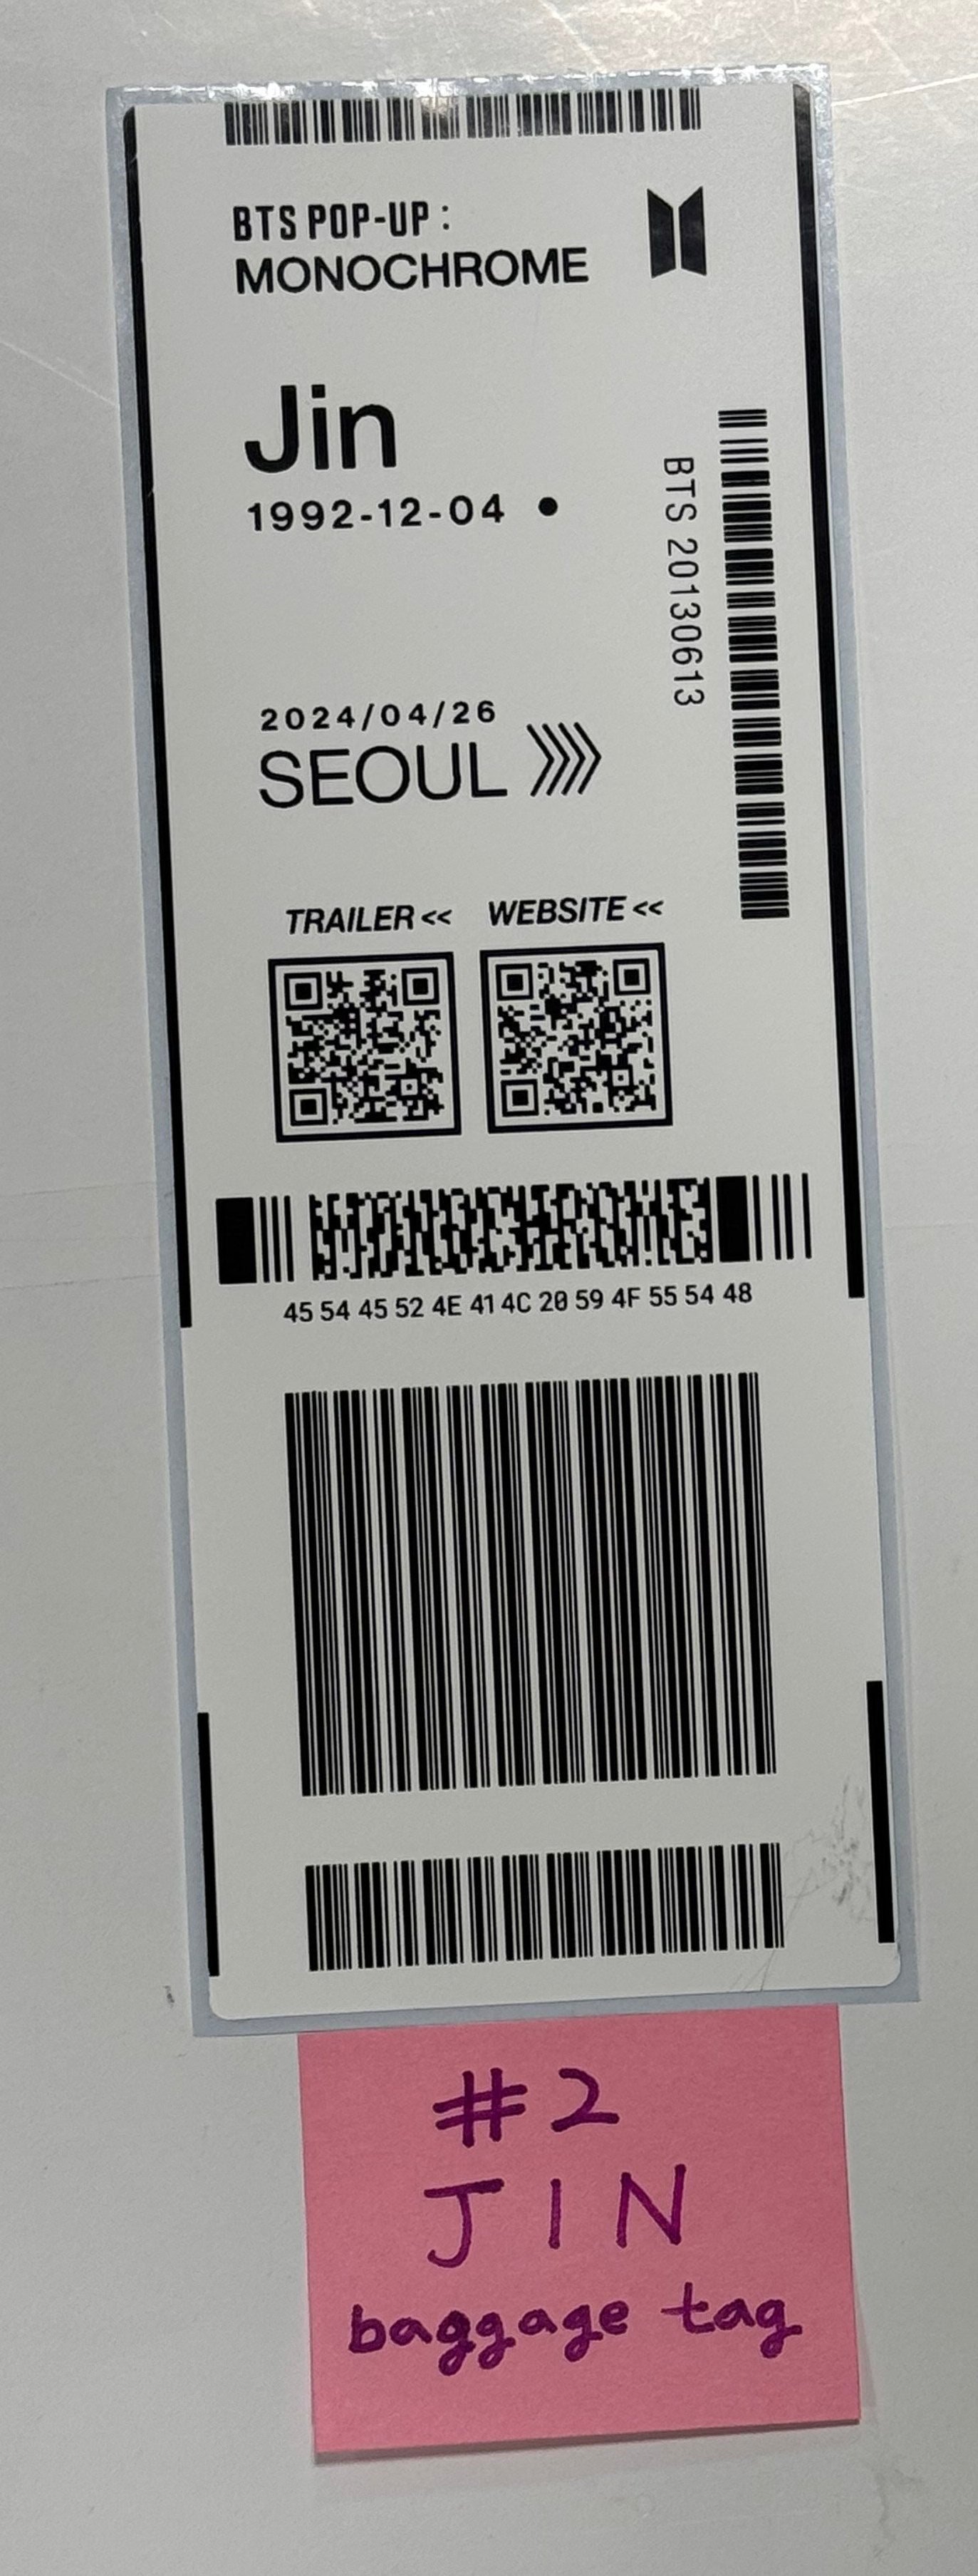 BTS POP-UP :
MONOCHROME
Jin
1992-12-04 •
BTS 20130613
2024/04/26
SEOUL
TRAILER << WEBSITE <<
MONOCHROME
45 54 45 52 4E 41 4C 20 59 4F 55 54 48
#2
JIN
baggage tag